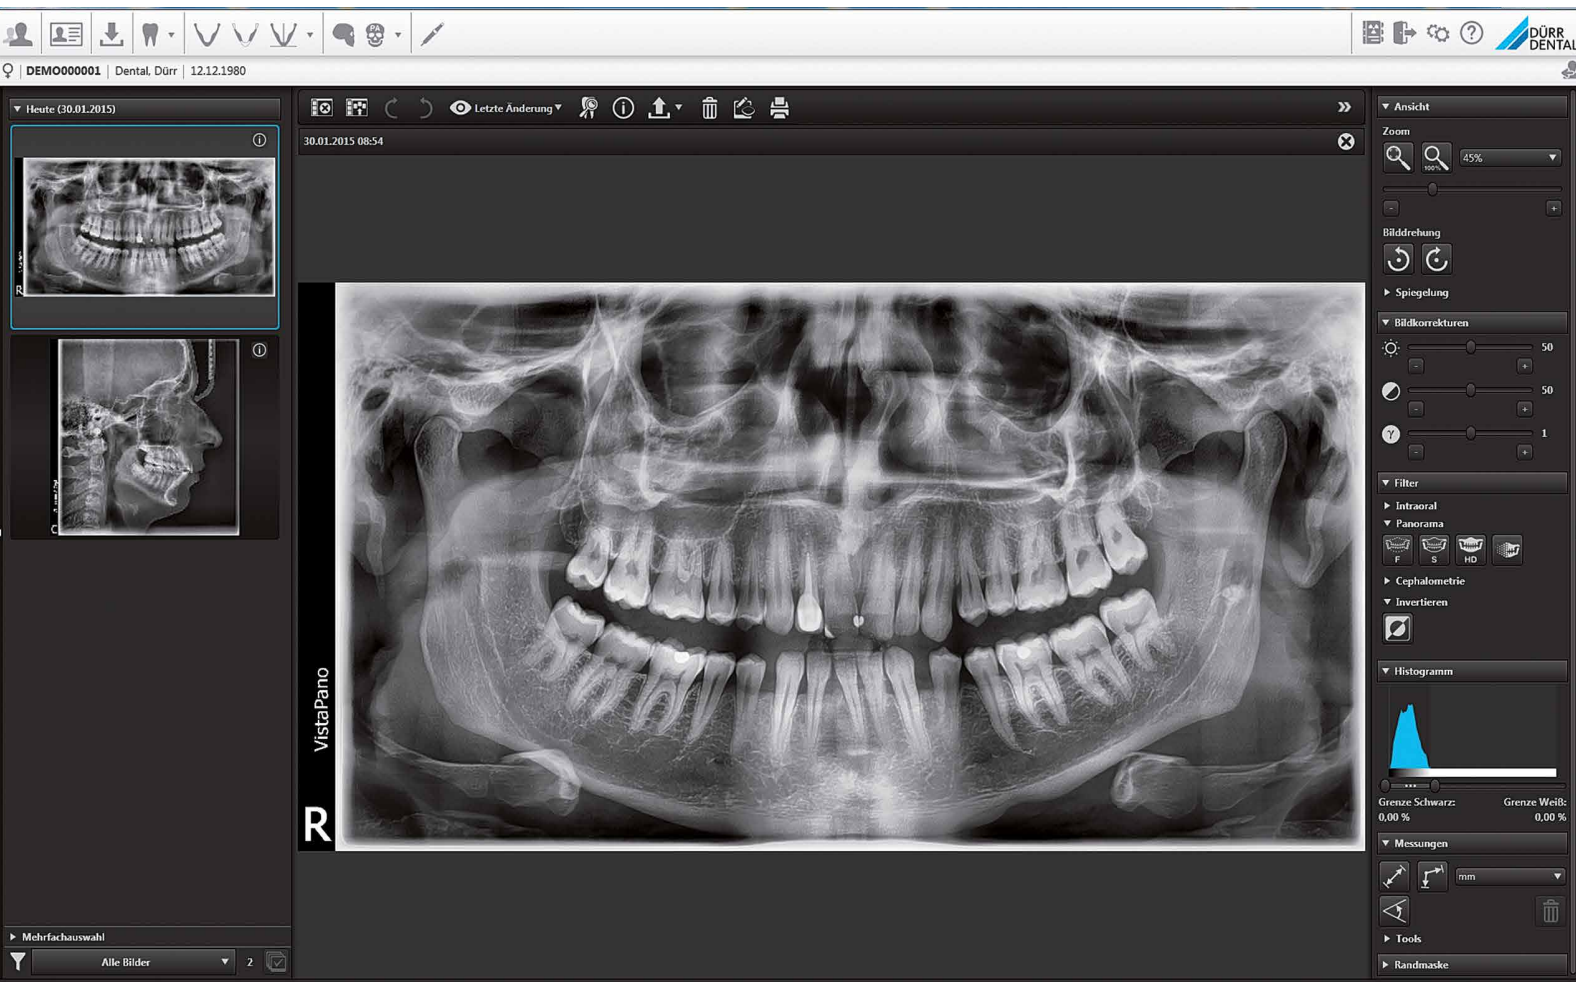 PA
DÜRR
DENTAL
DEMO000001 | Dental, Dürr | 12.12.1980
Heute (30.01.2015)
R
Mehrfachauswahl
Alle Bilder
2
Letzte Änderung
30.01.2015 08:54
VistaPano
R
Ansicht
Zoom
100%
45%
Bilddrehung
Spiegelung
Bildkorrekturen
50
50
γ
1
Filter
Intraoral
Panorama
F S HD
Cephalometrie
Invertieren
Histogramm
Grenze Schwarz: Grenze Weiß:
0,00 % 0,00 %
Messungen
mm
Tools
Randmaske